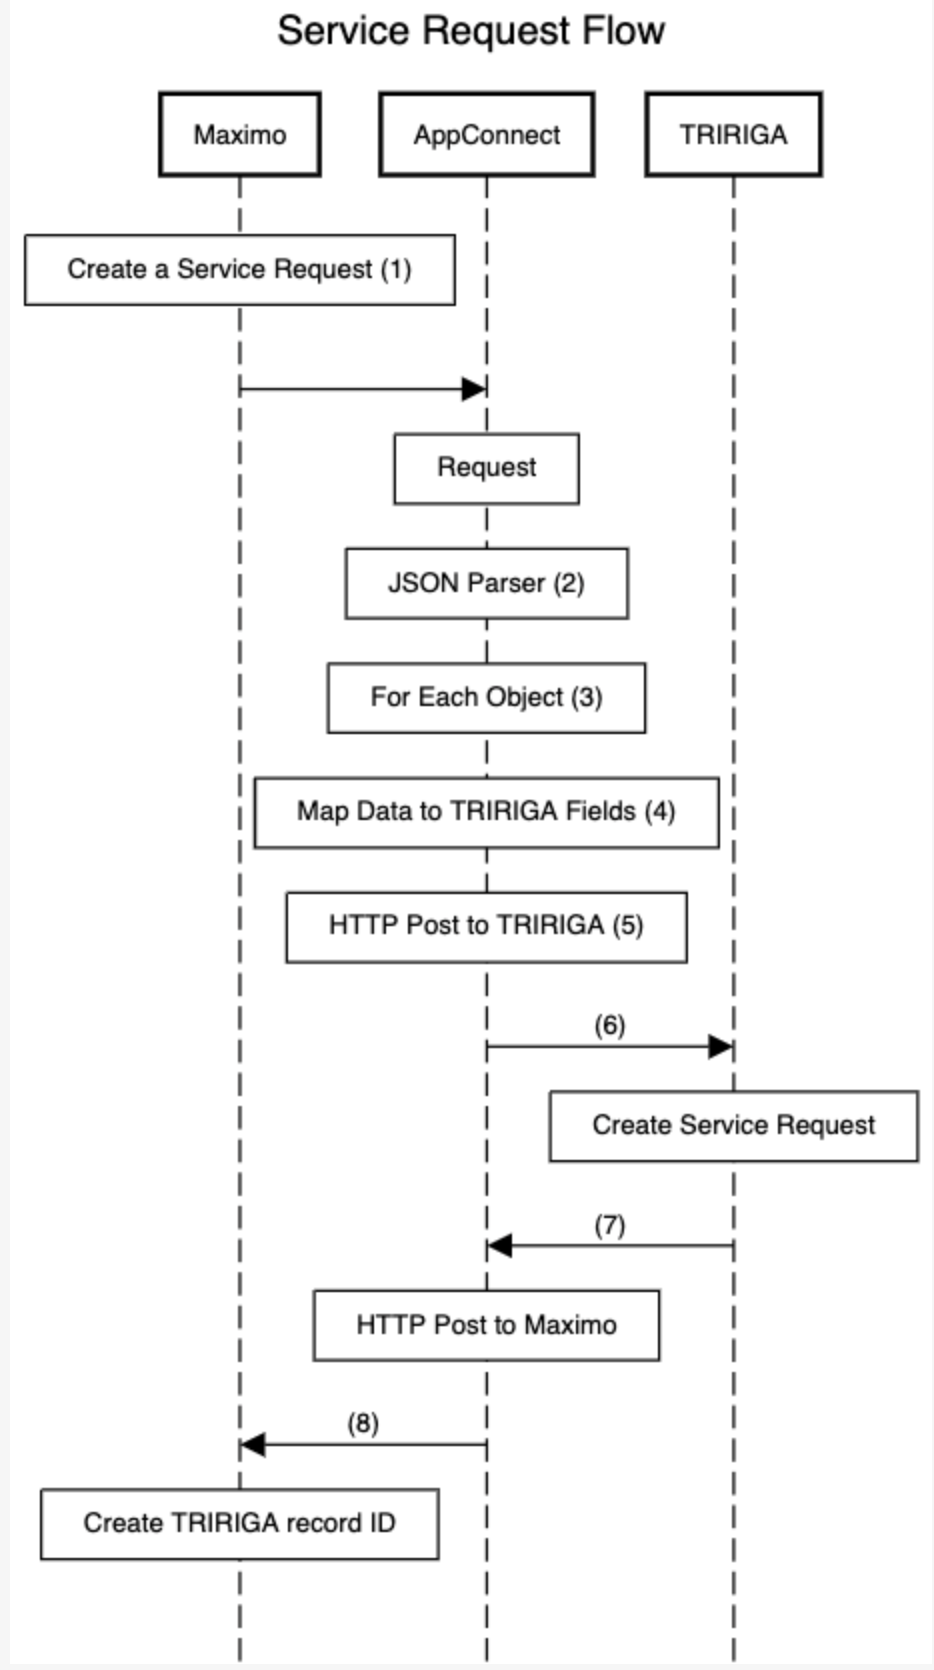 Service Request Flow
Maximo
AppConnect
TRIRIGA
Create a Service Request (1)
Request
JSON Parser (2)
For Each Object (3)
Map Data to TRIRIGA Fields (4)
HTTP Post to TRIRIGA (5)
(6)
Create Service Request
(7)
HTTP Post to Maximo
(8)
Create TRIRIGA record ID